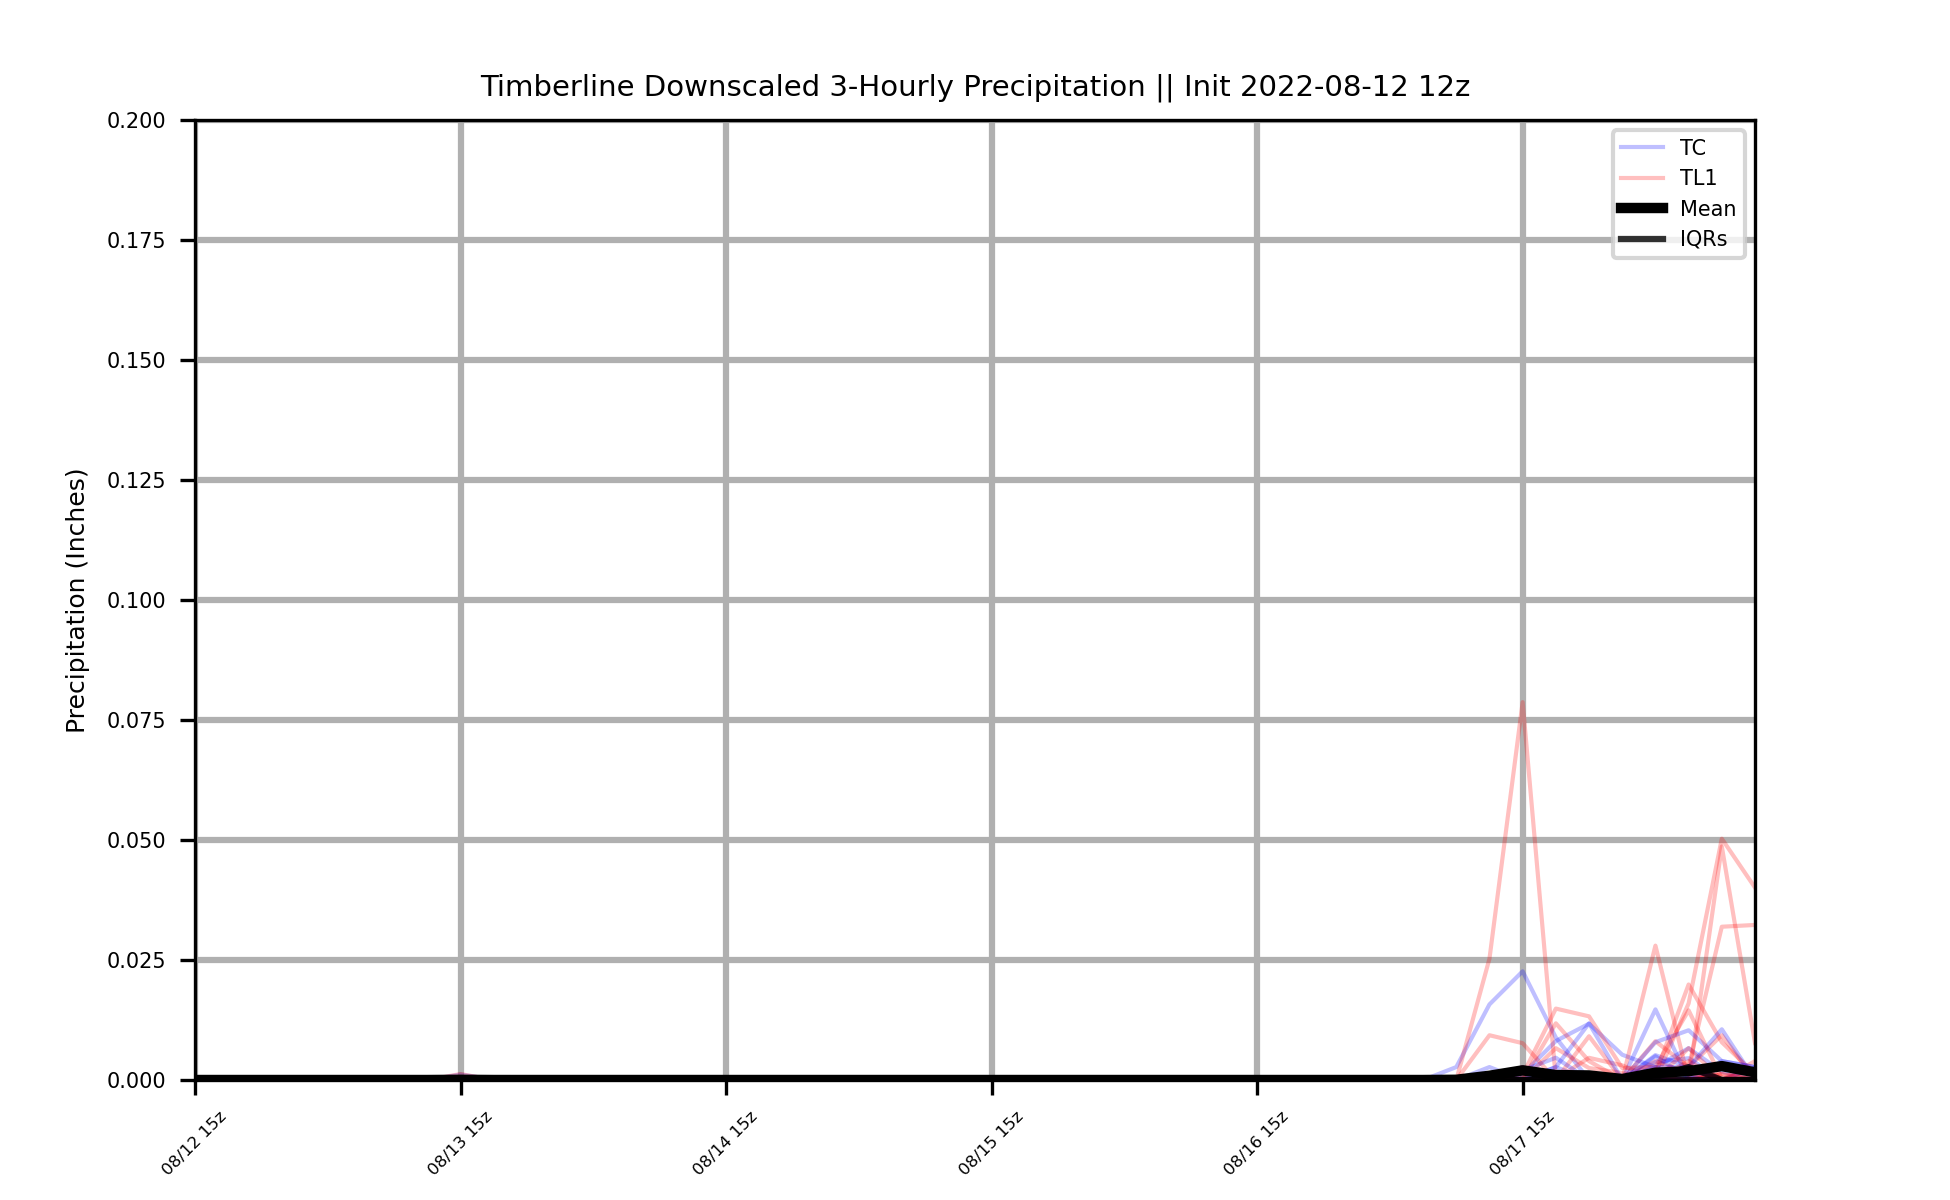 Timberline Downscaled 3-Hourly Precipitation || Init 2022-08-12 12z
TC
TL1
Mean
IQRs
Precipitation (Inches)
0.200
0.175
0.150
0.125
0.100
0.075
0.050
0.025
0.000
08/12 15z
08/13 15z
08/14 15z
08/15 15z
08/16 15z
08/17 15z